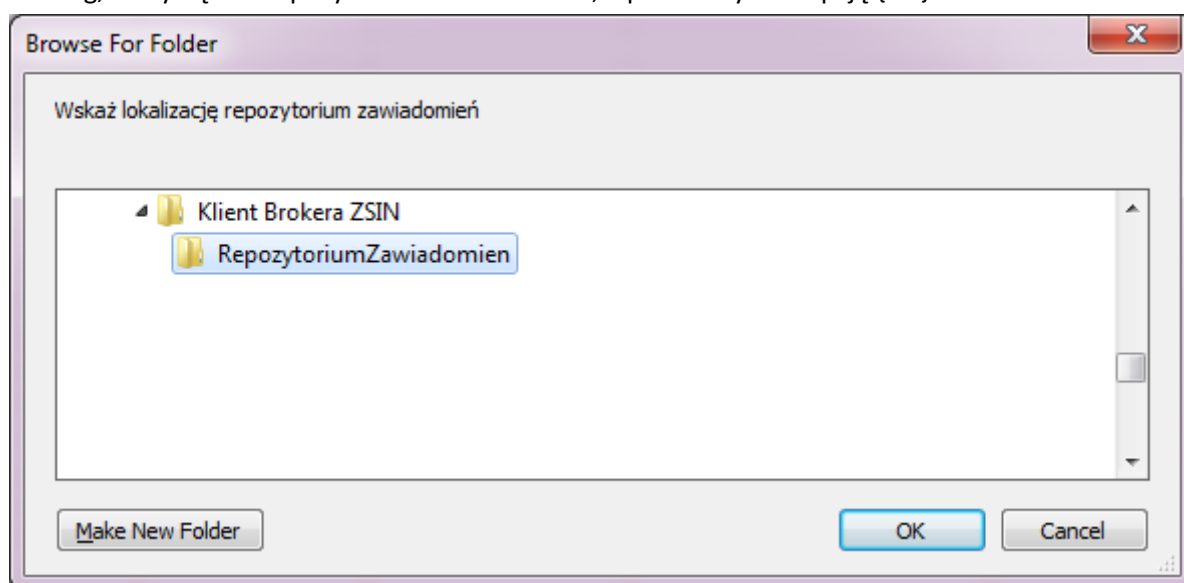 Browse For Folder
Wskaż lokalizację repozytorium zawiadomień
Klient Brokera ZSIN
RepozytoriumZawiadomien
Make New Folder
OK
Cancel